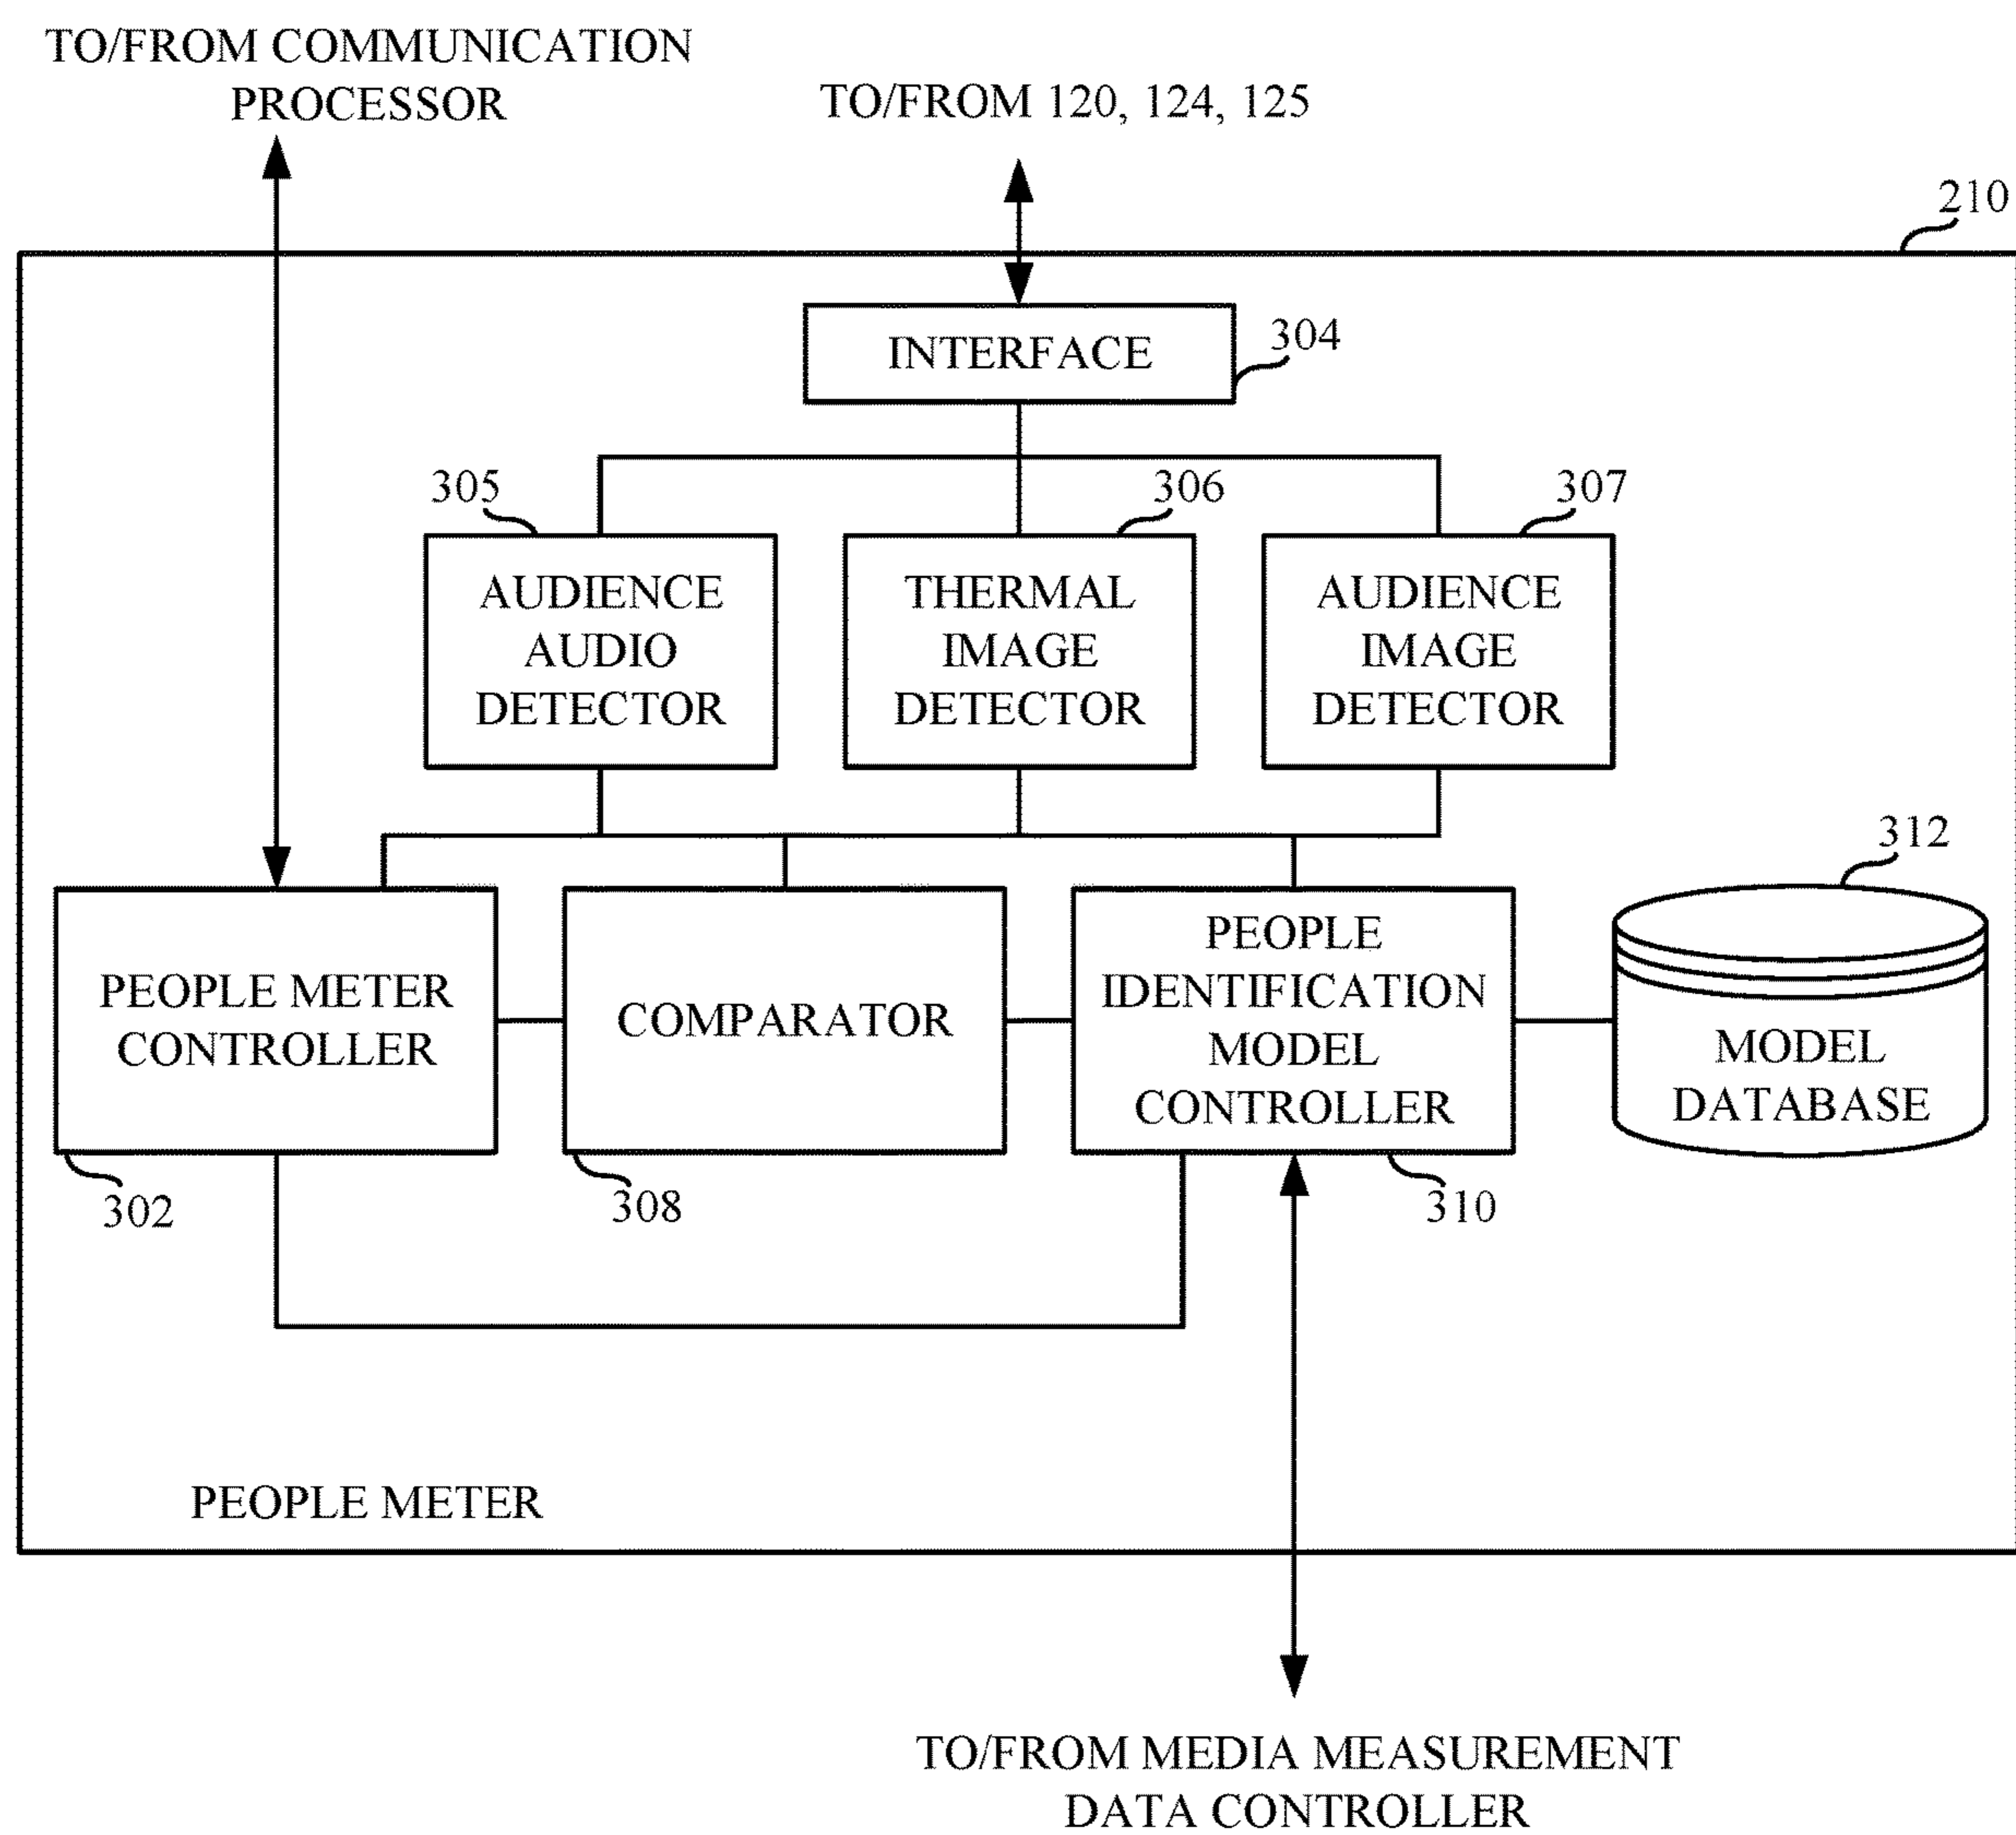 TO/FROM COMMUNICATION
PROCESSOR
TO/FROM 120, 124, 125
210
INTERFACE
304
305
306
307
AUDIENCE
AUDIO
DETECTOR
THERMAL
IMAGE
DETECTOR
AUDIENCE
IMAGE
DETECTOR
312
PEOPLE METER
CONTROLLER
COMPARATOR
PEOPLE
IDENTIFICATION
MODEL
CONTROLLER
MODEL
DATABASE
302
308
310
PEOPLE METER
TO/FROM MEDIA MEASUREMENT
DATA CONTROLLER